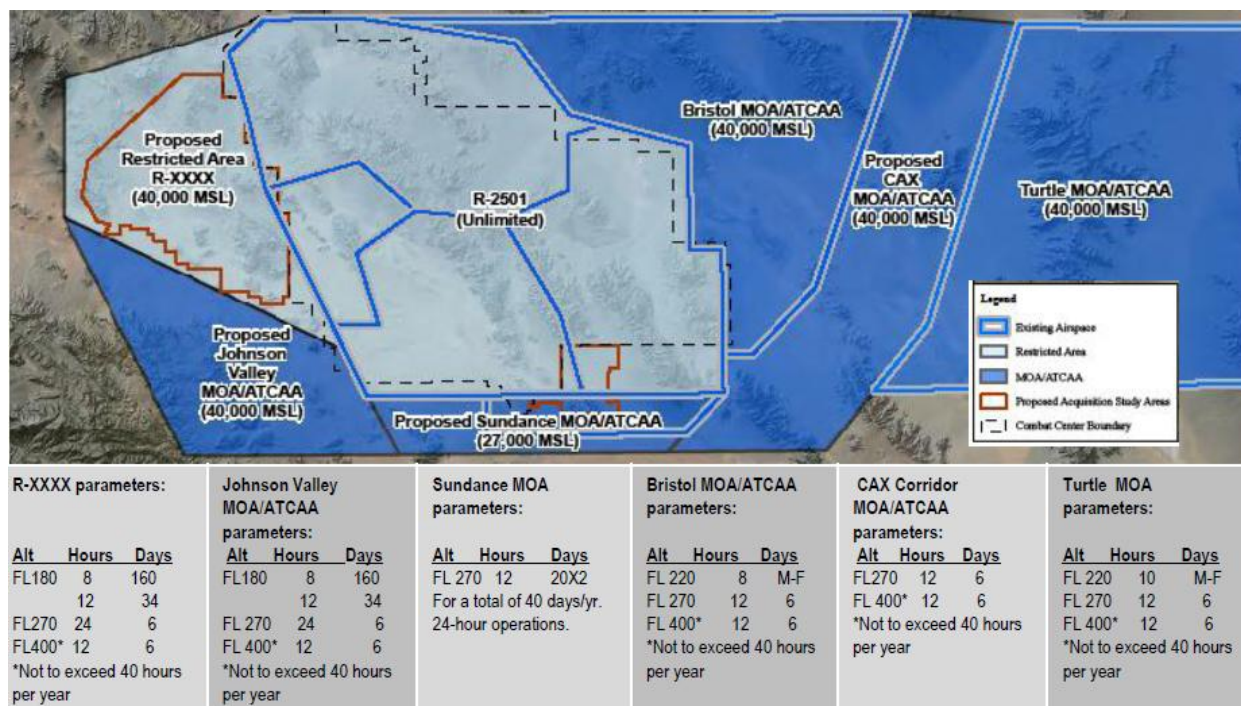 Proposed
Restricted Area
R-XXXX
(40,000 MSL)
R-2501
(Unlimited)
Bristol MOA/ATCAA
(40,000 MSL)
Proposed
CAX
MOA/ATCAA
(40,000 MSL)
Turtle MOA/ATCAA
(40,000 MSL)
Proposed
Johnson
Valley
MOA/ATCAA
(40,000 MSL)
Proposed Sundance MOA/ATCAA
(27,000 MSL)
Legend
Existing Airspace
Restricted Area
MOA/ATCAA
Proposed Acquisition Study Areas
Combat Center Boundary
R-XXXX parameters:
Alt Hours Days
FL180 8 160
12 34
FL270 24 6
FL400* 12 6
*Not to exceed 40 hours
per year
Johnson Valley
MOA/ATCAA
parameters:
Alt Hours Days
FL180 8 160
12 34
FL 270 24 6
FL 400* 12 6
*Not to exceed 40 hours
per year
Sundance MOA
parameters:
Alt Hours Days
FL 270 12 20X2
For a total of 40 days/yr.
24-hour operations.
Bristol MOA/ATCAA
parameters:
Alt Hours Days
FL 220 8 M-F
FL 270 12 6
FL 400* 12 6
*Not to exceed 40 hours
per year
CAX Corridor
MOA/ATCAA
parameters:
Alt Hours Days
FL270 12 6
FL 400* 12 6
*Not to exceed 40 hours
per year
Turtle MOA
parameters:
Alt Hours Days
FL 220 10 M-F
FL 270 12 6
FL 400* 12 6
*Not to exceed 40 hours
per year